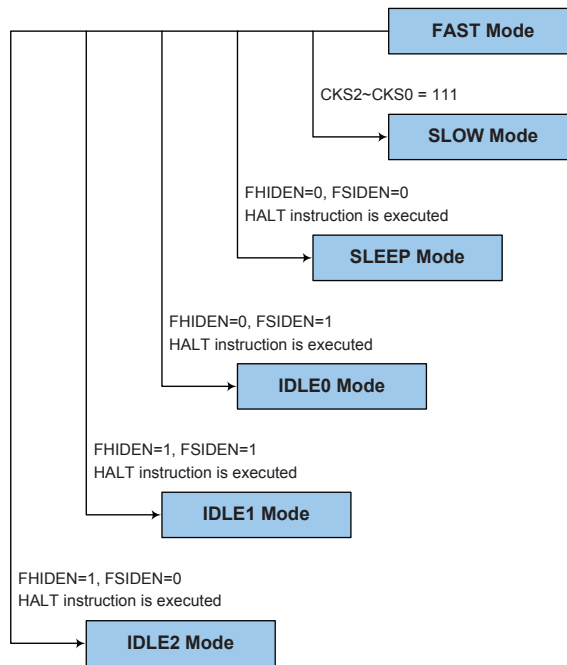 FAST Mode
CKS2~CKS0 = 111
SLOW Mode
FHIDEN=0, FSIDEN=0
HALT instruction is executed
SLEEP Mode
FHIDEN=0, FSIDEN=1
HALT instruction is executed
IDLE0 Mode
FHIDEN=1, FSIDEN=1
HALT instruction is executed
IDLE1 Mode
FHIDEN=1, FSIDEN=0
HALT instruction is executed
IDLE2 Mode